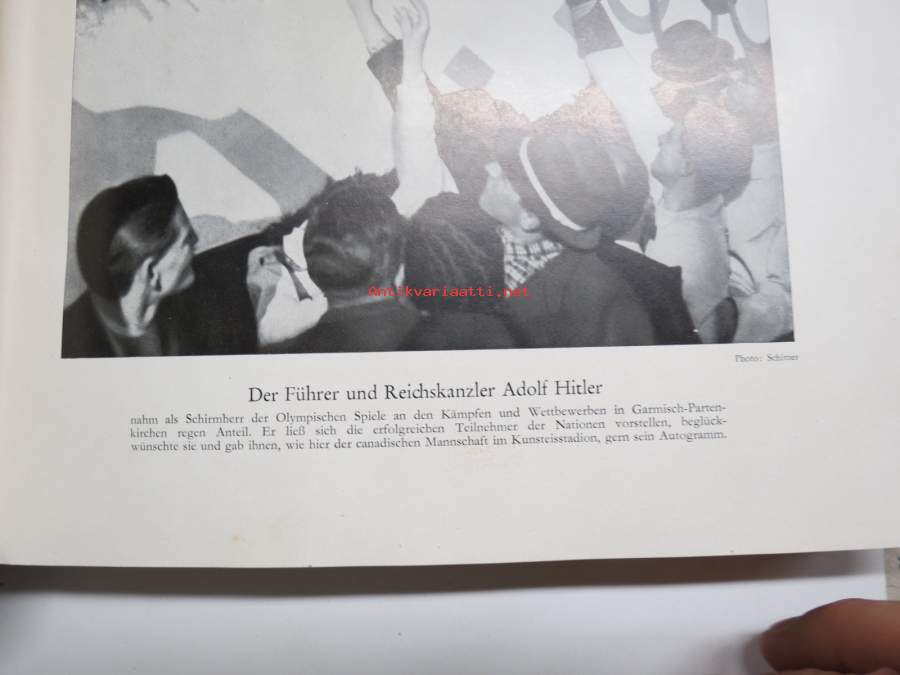 Antikvariaatti.net
Photo: Schirner
Der Führer und Reichskanzler Adolf Hitler
nahm als Schirmherr der Olympischen Spiele an den Kämpfen und Wettbewerben in Garmisch-Parten-
kirchen regen Anteil. Er ließ sich die erfolgreichen Teilnehmer der Nationen vorstellen, beglück-
wünschte sie und gab ihnen, wie hier der canadischen Mannschaft im Kunsteisstadion, gern sein Autogramm.